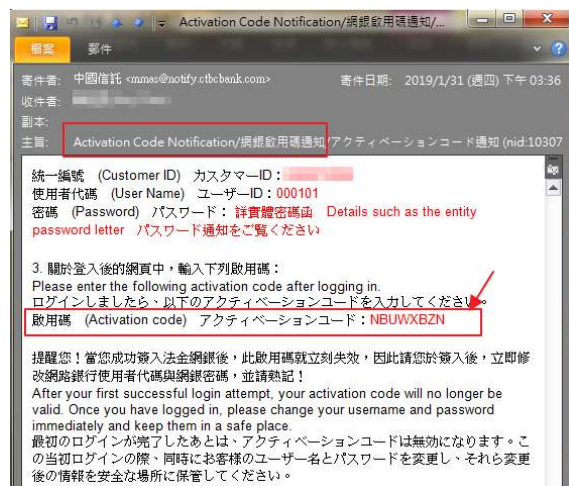 Activation Code Notification/網銀啟用碼通知/...
檔案 郵件
寄件者: 中國信託 <mmas@notify.ctbcbank.com> 寄件日期: 2019/1/31 (週四) 下午 03:36
收件者:
副本:
主旨: Activation Code Notification/網銀啟用碼通知/アクティベーションコード通知 (nid:10307
統一編號 (Customer ID) カスタマーID：
使用者代碼 (User Name) ユーザーID：000101
密碼 (Password) パスワード： 詳實體密碼函 Details such as the entity
password letter パスワード通知をご覧ください
3. 關於登入後的網頁中，輸入下列啟用碼：
Please enter the following activation code after logging in.
ログインしましたら、以下のアクティベーションコードを入力してください。
啟用碼 (Activation code) アクティベーションコード：NBUWXBZN
提醒您！當您成功簽入法金網銀後，此啟用碼就立刻失效，因此請您於簽入後，立即修
改網路銀行使用者代碼與網銀密碼，並請熟記！
After your first successful login attempt, your activation code will no longer be
valid. Once you have logged in, please change your username and password
immediately and keep them in a safe place.
最初のログインが完了したあとは、アクティベーションコードは無効になります。こ
の当初ログインの際、同時にお客様のユーザー名とパスワードを変更し、それら変更
後の情報を安全な場所に保管してください。